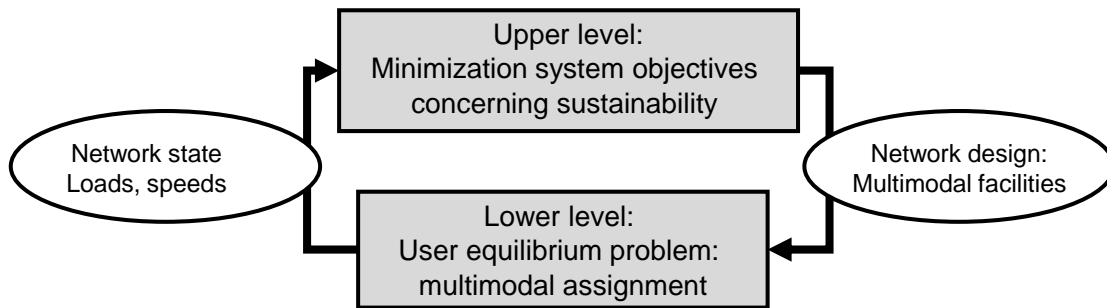 Upper level:
Minimization system objectives
concerning sustainability
Network state
Loads, speeds
Network design:
Multimodal facilities
Lower level:
User equilibrium problem:
multimodal assignment